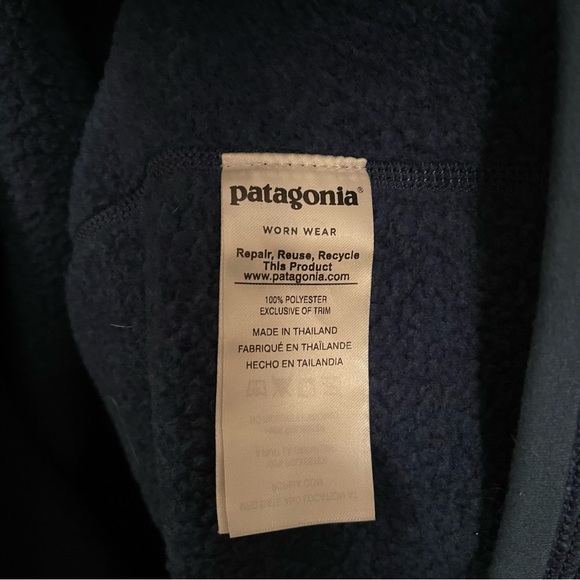 patagonia®
WORN WEAR
Repair, Reuse, Recycle
This Product
www.patagonia.com
100% POLYESTER
EXCLUSIVE OF TRIM
MADE IN THAILAND
FABRIQUÉ EN THAÏLANDE
HECHO EN TAILANDIA